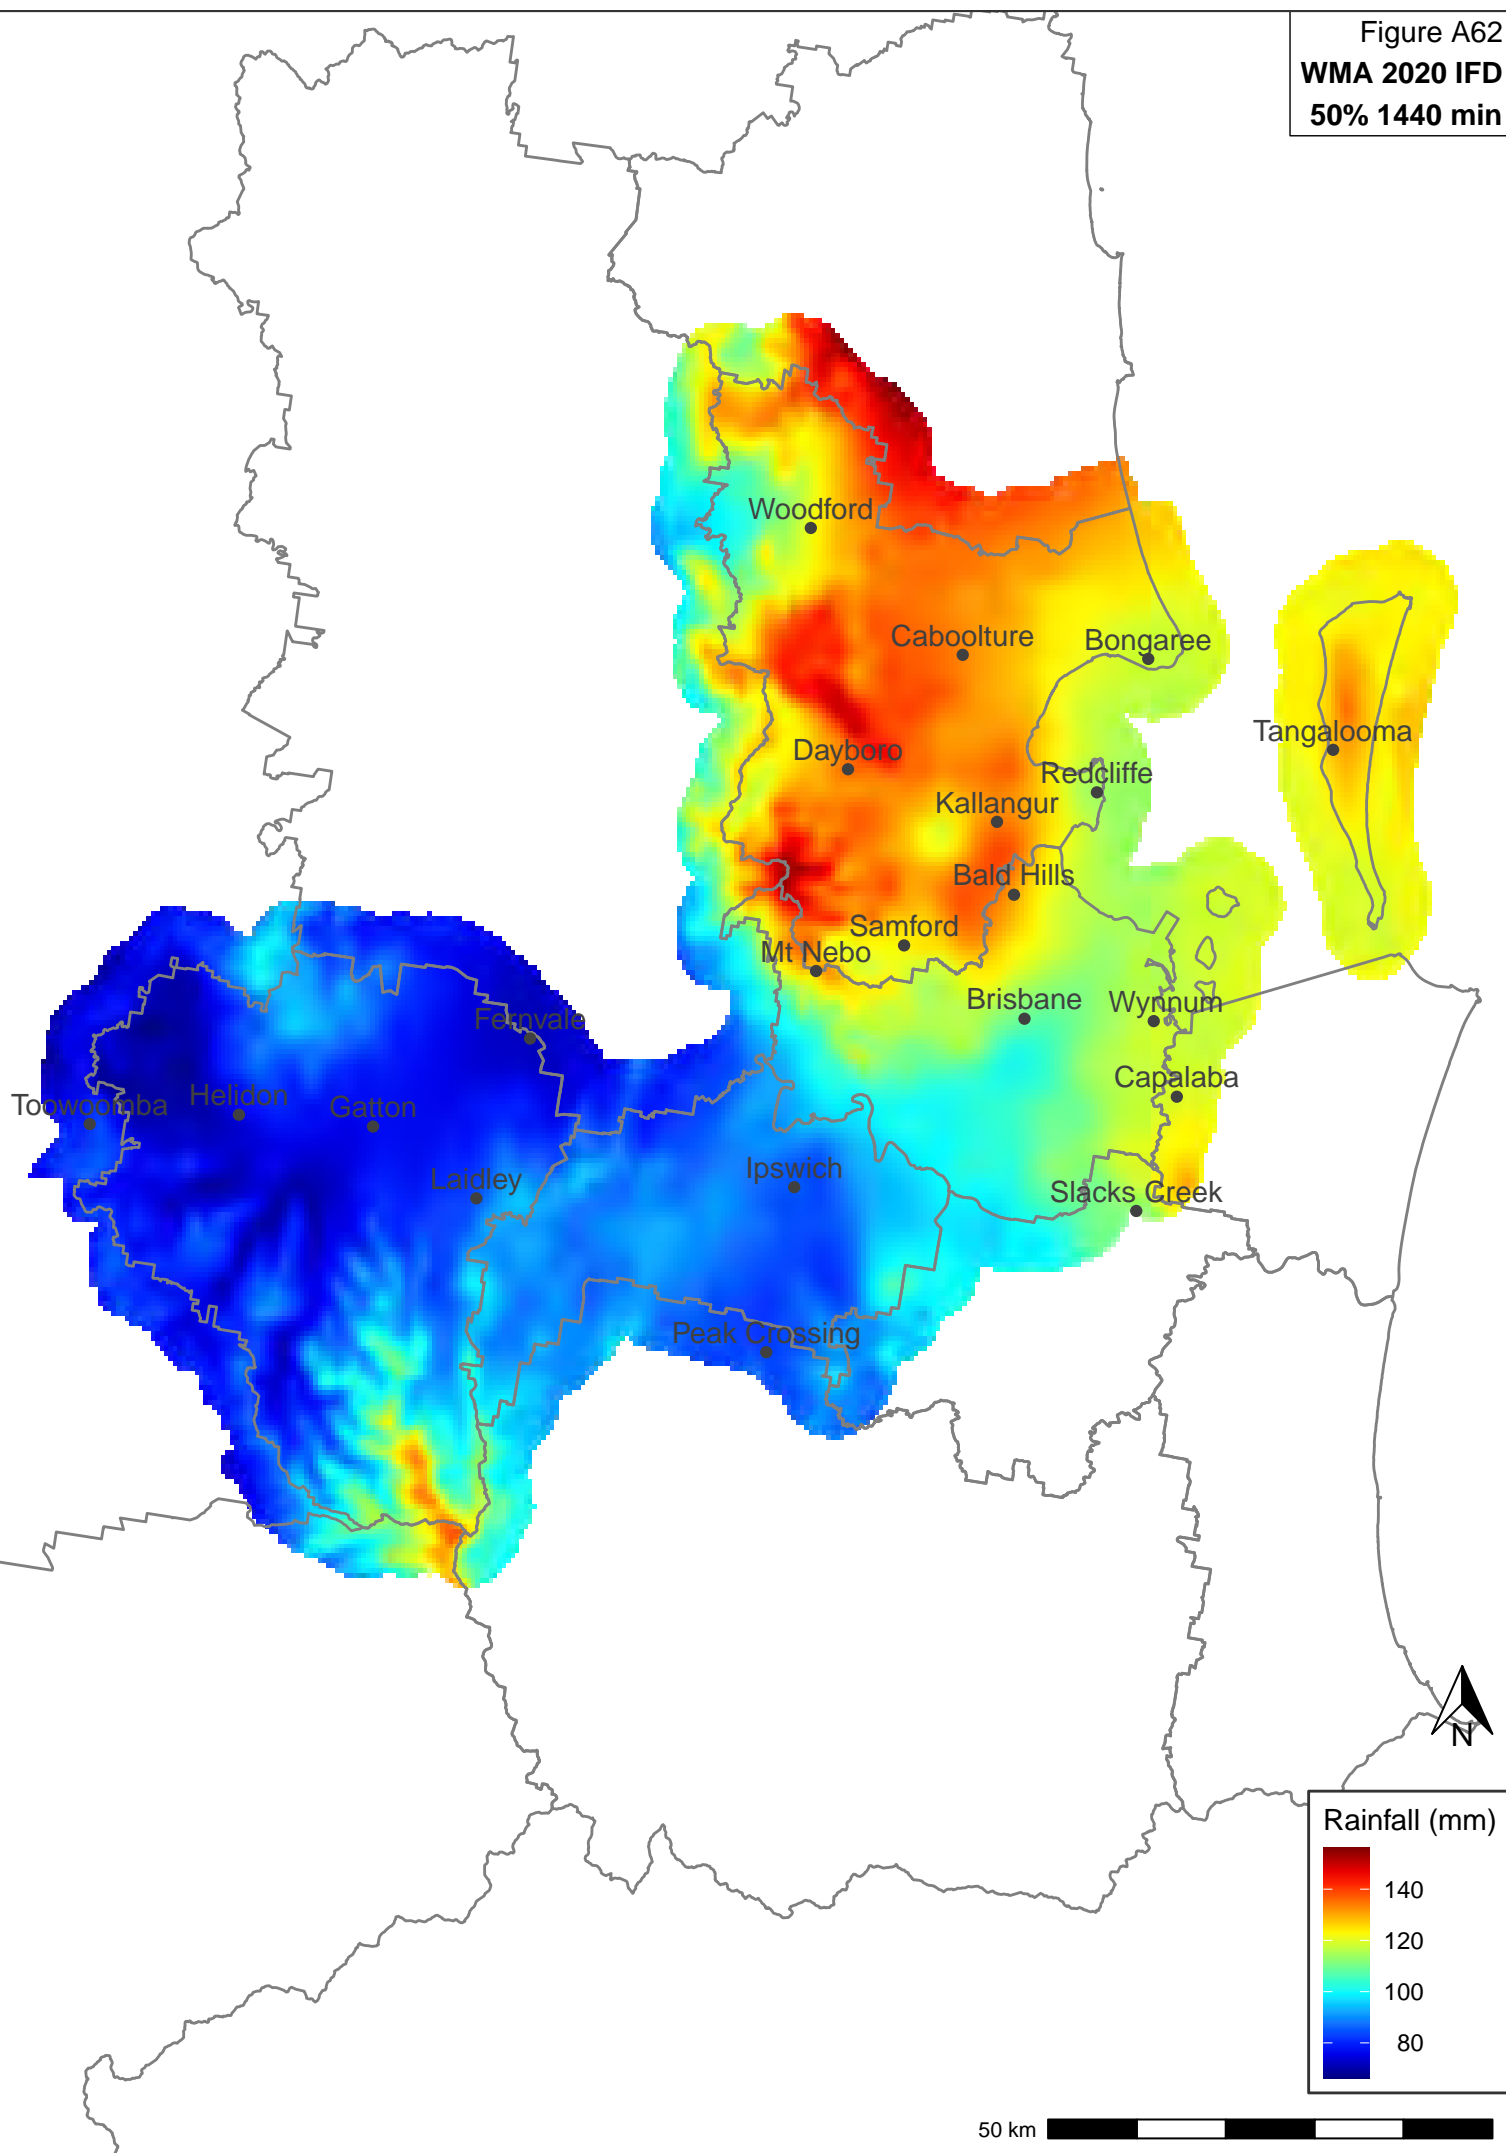 Figure A62
WMA 2020 IFD
50% 1440 min
Woodford
Caboolture
Bongaree
Tangalooma
Dayboro
Redcliffe
Kallangur
Bald Hills
Samford
Mt Nebo
Brisbane
Wynnum
Fernvale
Capalaba
Toowoomba
Helidon
Gatton
Ipswich
Laidley
Slacks Creek
Peak Crossing
N
Rainfall (mm)
140
120
100
80
50 km